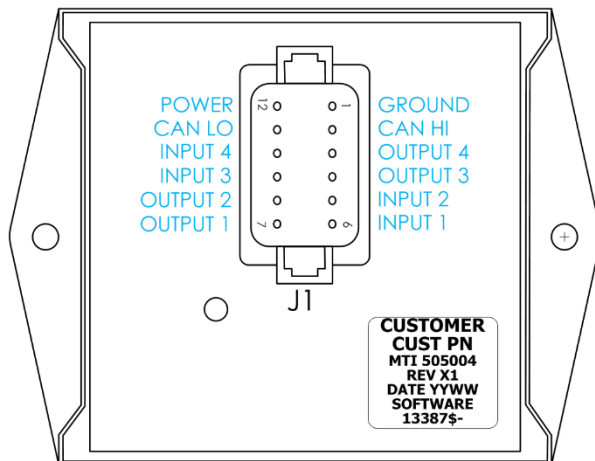 POWER 12 1 GROUND
CAN LO CAN HI
INPUT 4 OUTPUT 4
INPUT 3 OUTPUT 3
OUTPUT 2 INPUT 2
OUTPUT 1 7 6 INPUT 1
J1
CUSTOMER
CUST PN
MTI 505004
REV X1
DATE YYWW
SOFTWARE
13387$-